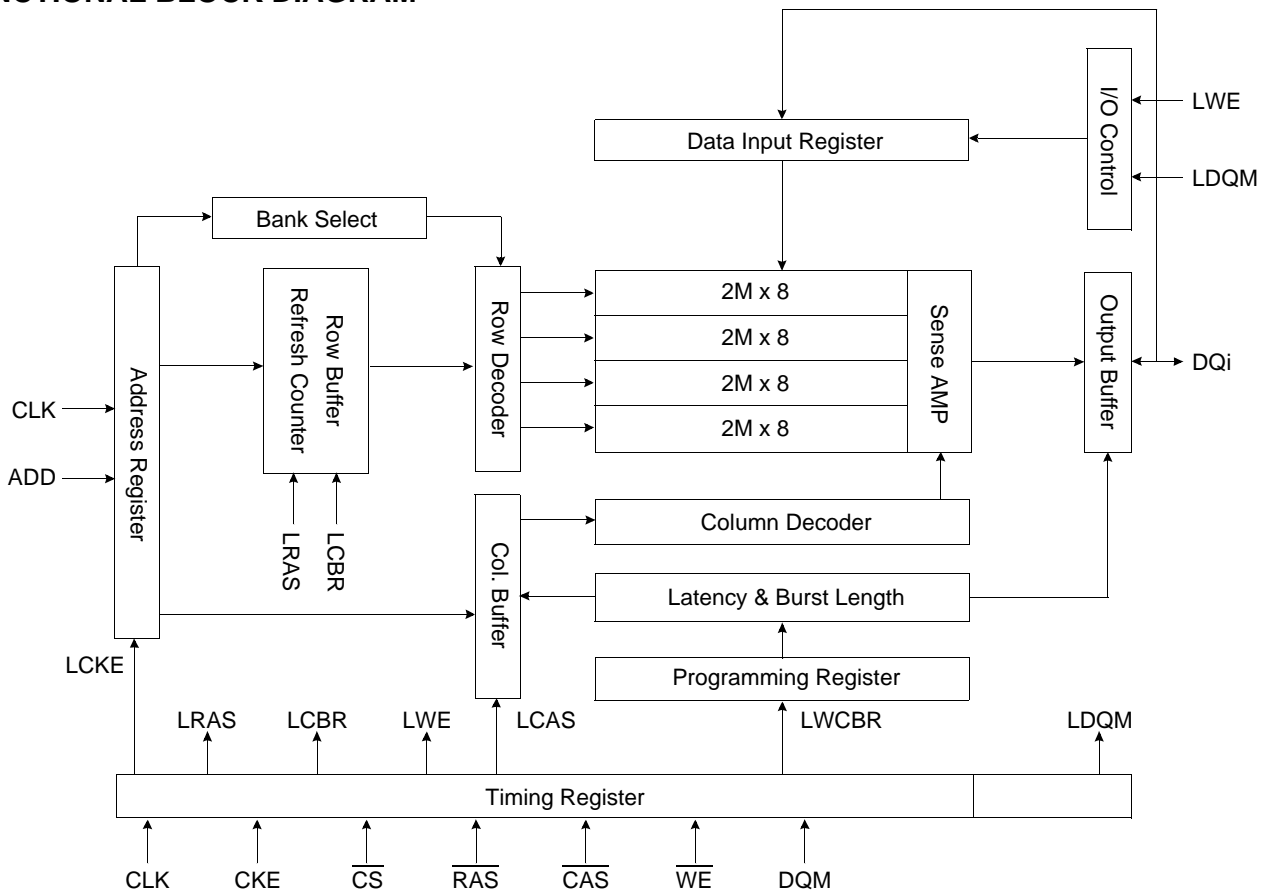 FUNCTIONAL BLOCK DIAGRAM
I/O Control
LWE
LDQM
Data Input Register
Bank Select
Address Register
CLK
ADD
Refresh Counter
Row Buffer
LRAS
LCBR
Row Decoder
2M x 8
2M x 8
2M x 8
2M x 8
Sense AMP
Output Buffer
DQi
Col. Buffer
Column Decoder
Latency & Burst Length
Programming Register
LCKE
LRAS
LCBR
LWE
LCAS
LWCBR
LDQM
Timing Register
CLK
CKE
CS
RAS
CAS
WE
DQM